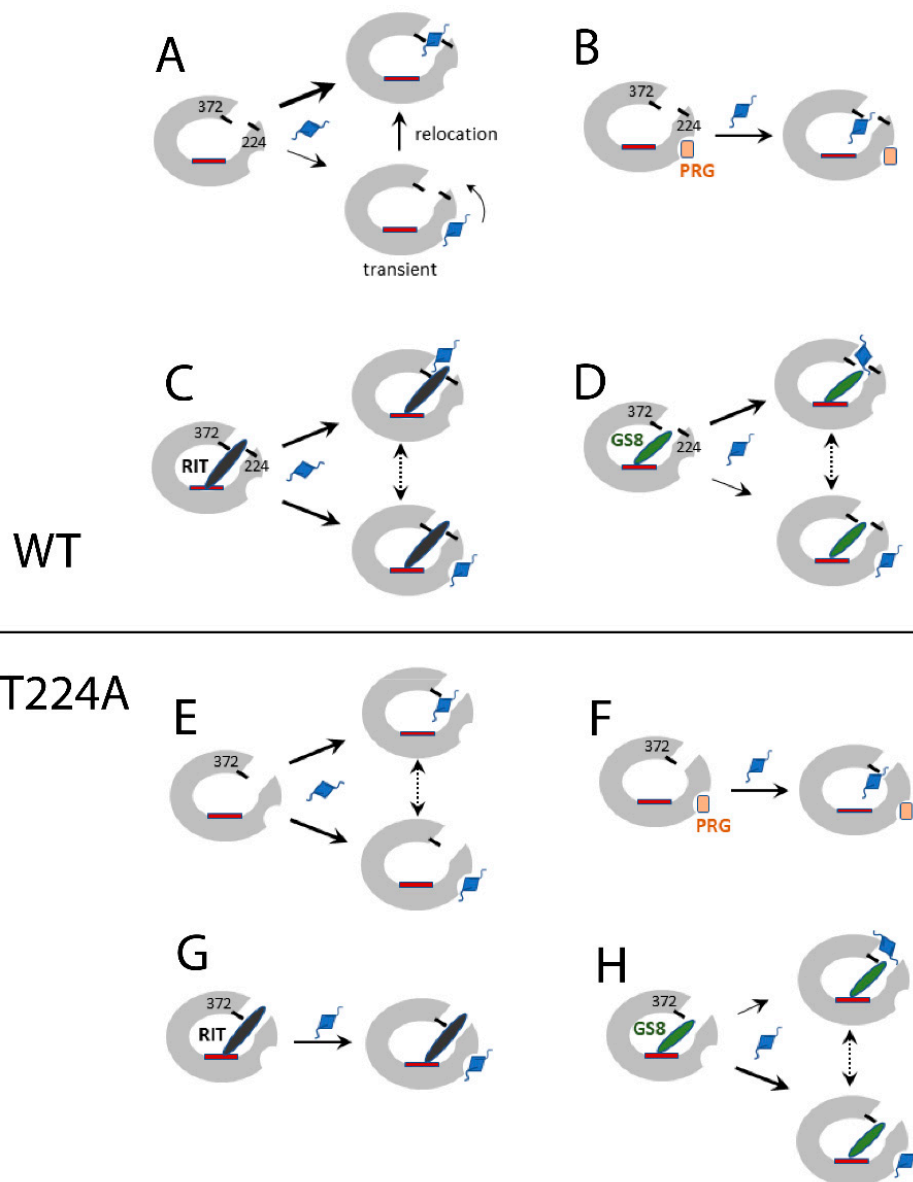 A
372
224
relocation
transient
B
372
224
PRG
C
372
RIT
224
D
372
GS8
224
WT
T224A
E
372
F
372
PRG
G
372
RIT
H
372
GS8